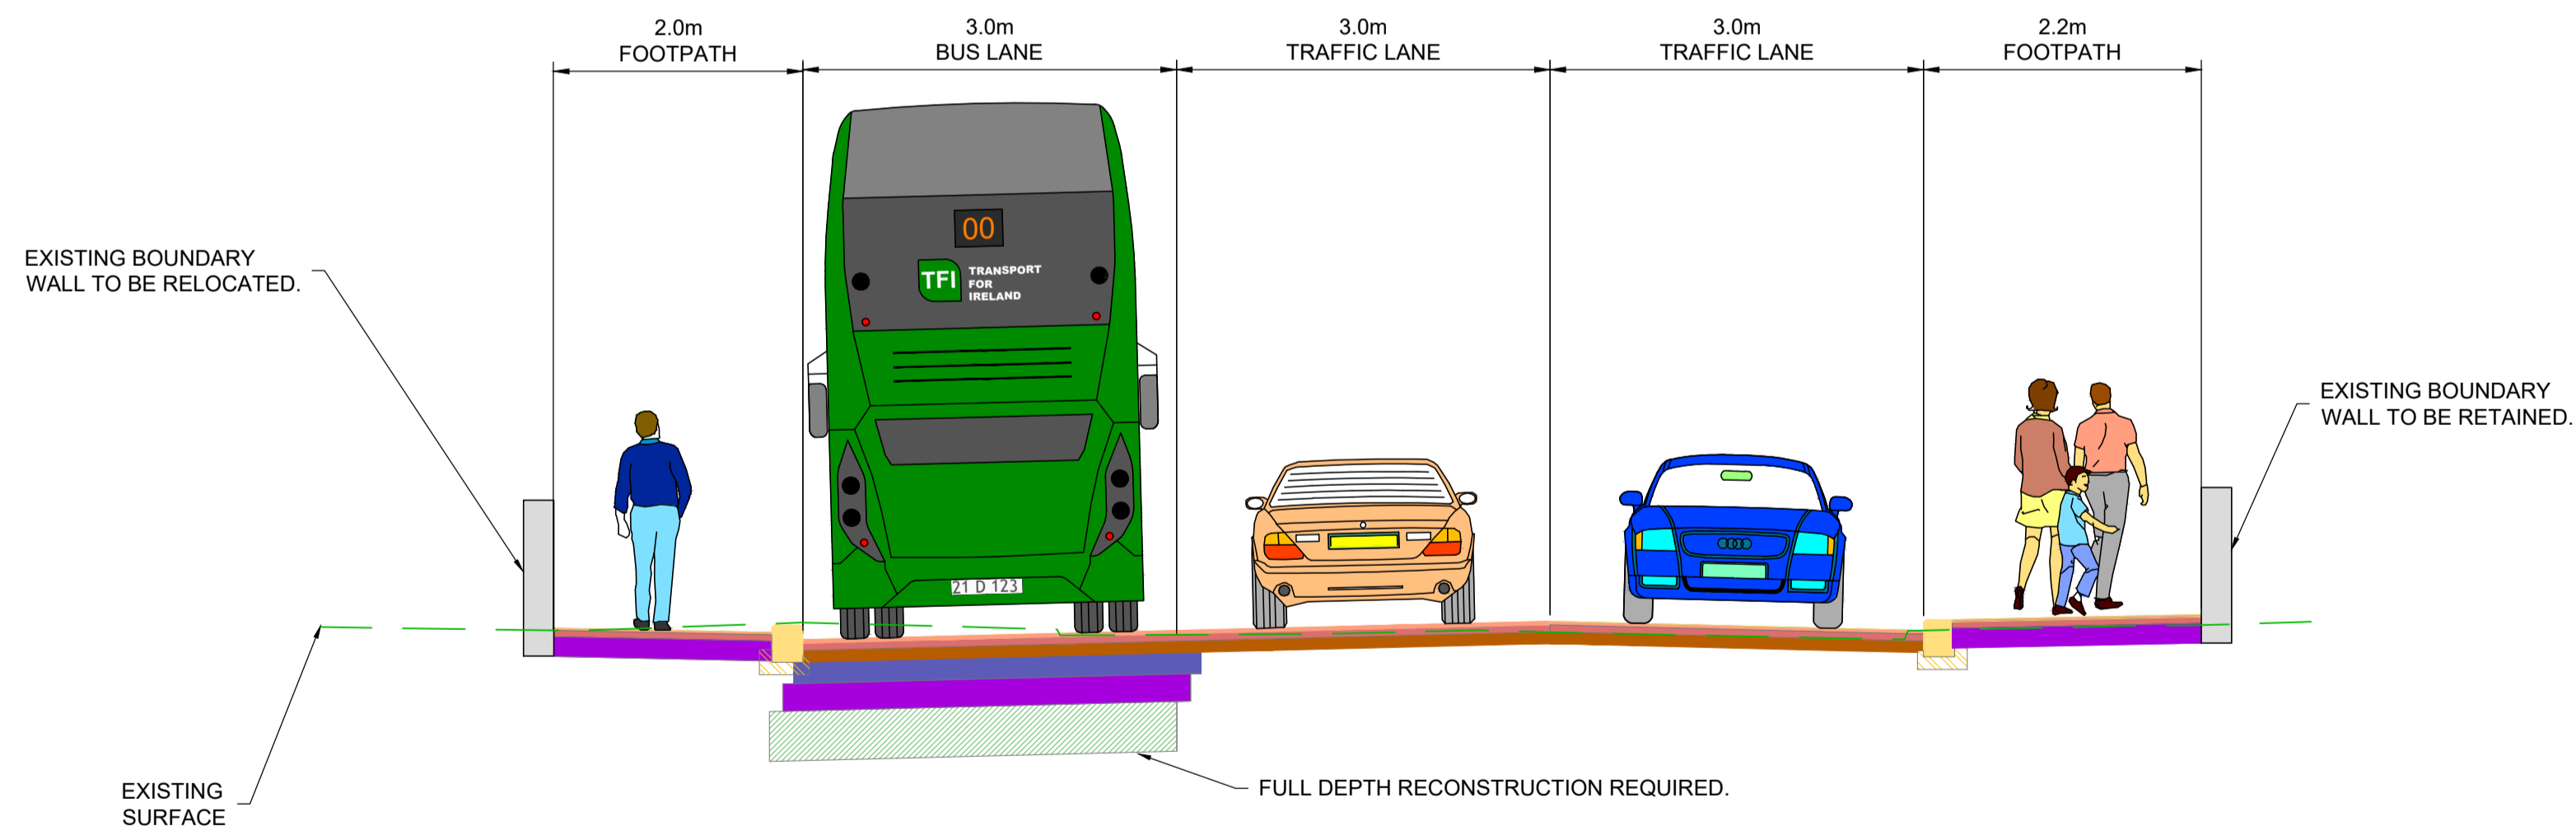 2.0m
FOOTPATH
3.0m
BUS LANE
3.0m
TRAFFIC LANE
3.0m
TRAFFIC LANE
2.2m
FOOTPATH
00
TFI
TRANSPORT
FOR
IRELAND
EXISTING BOUNDARY
WALL TO BE RELOCATED.
EXISTING BOUNDARY
WALL TO BE RETAINED.
21 D 123
EXISTING
SURFACE
FULL DEPTH RECONSTRUCTION REQUIRED.